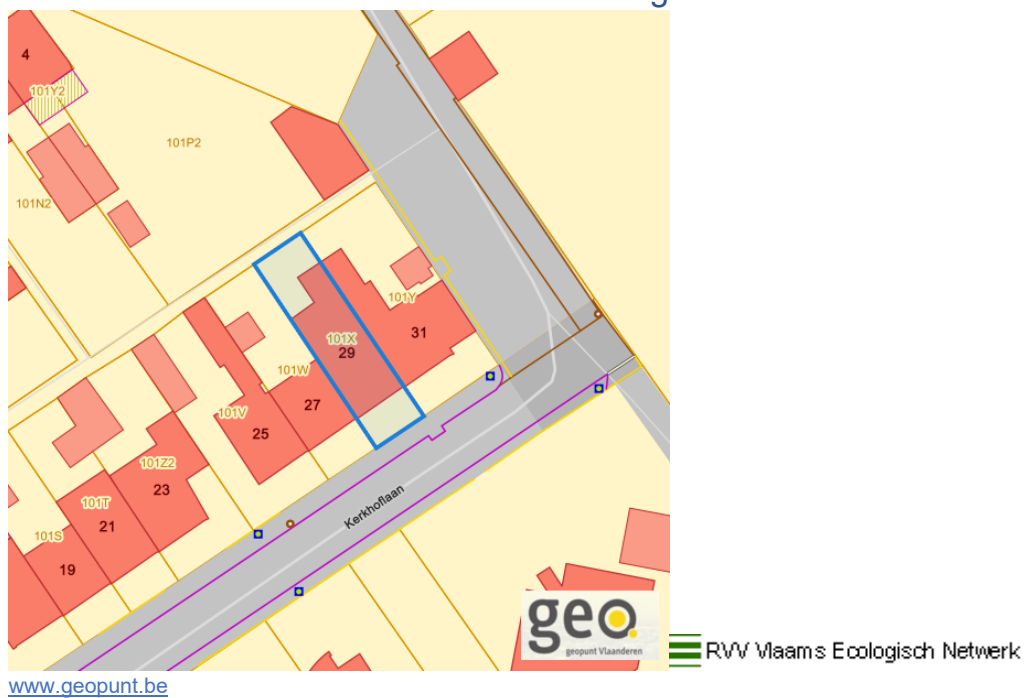 g
4
101Y2
101P2
101N2
101Y
31
101X
29
101W
27
101V
25
101Z2
23
101T
21
101S
19
Kerkhoflaan
geo.
geopunt Vlaanderen
RVV Vlaams Ecologisch Netwerk
www.geopunt.be